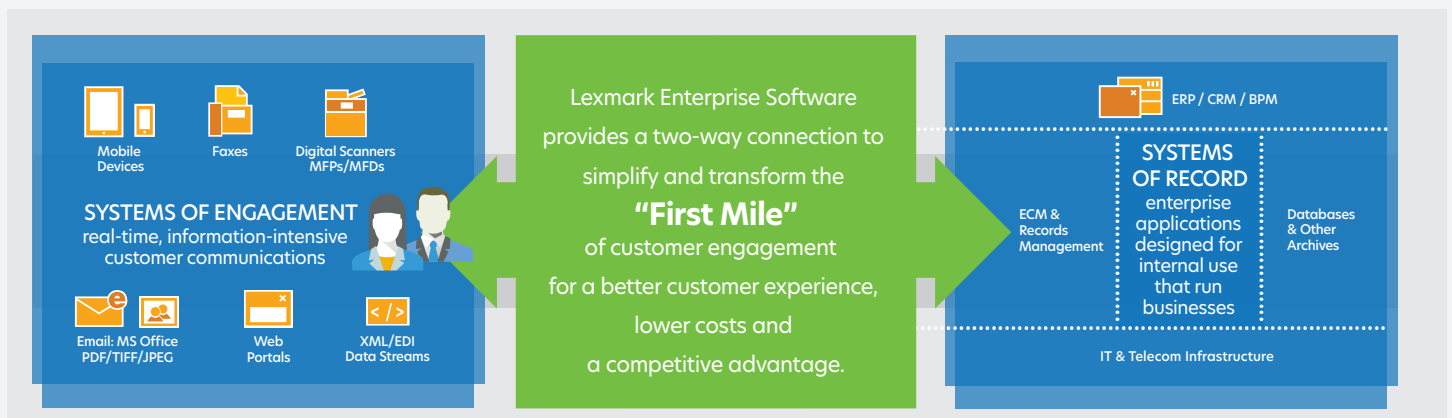 Mobile
Devices
Faxes
Digital Scanners
MFPs/MFDs
SYSTEMS OF ENGAGEMENT
real-time, information-intensive
customer communications
e
Email: MS Office
PDF/TIFF/JPEG
Web
Portals
</>
XML/EDI
Data Streams
Lexmark Enterprise Software
provides a two-way connection to
simplify and transform the
“First Mile”
of customer engagement
for a better customer experience,
lower costs and
a competitive advantage.
ERP / CRM / BPM
ECM &
Records
Management
SYSTEMS
OF RECORD
enterprise
applications
designed for
internal use
that run
businesses
Databases
& Other
Archives
IT & Telecom Infrastructure